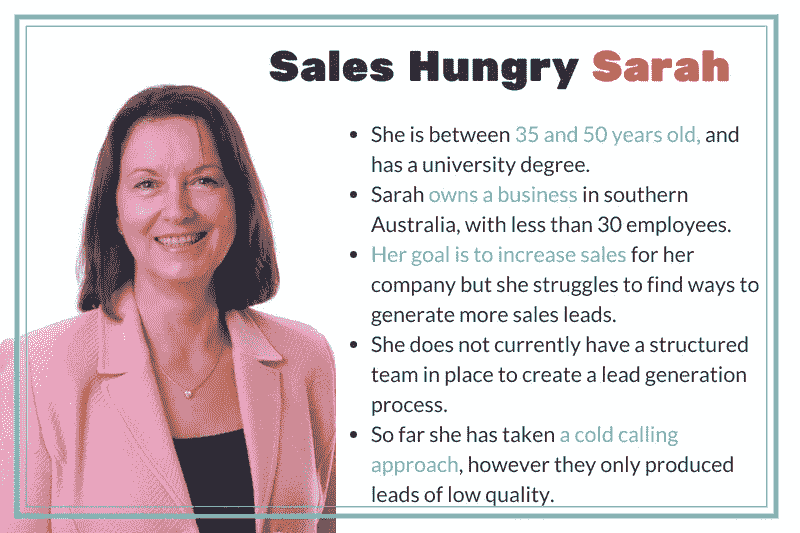 Sales Hungry Sarah
• She is between 35 and 50 years old, and
has a university degree.
• Sarah owns a business in southern
Australia, with less than 30 employees.
• Her goal is to increase sales for her
company but she struggles to find ways to
generate more sales leads.
• She does not currently have a structured
team in place to create a lead generation
process.
• So far she has taken a cold calling
approach, however they only produced
leads of low quality.